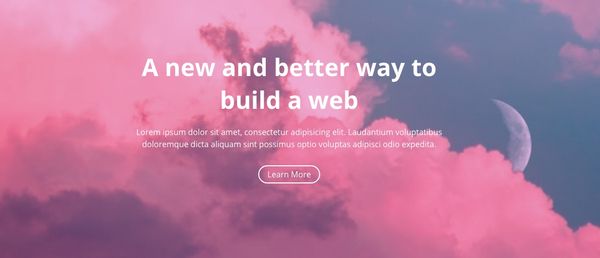 A new and better way to
build a web
Lorem ipsum dolor sit amet, consectetur adipisicing elit. Laudantium voluptatibus
doloremque dicta aliquam sint possimus optio voluptas adipisci odio expedita.
Learn More